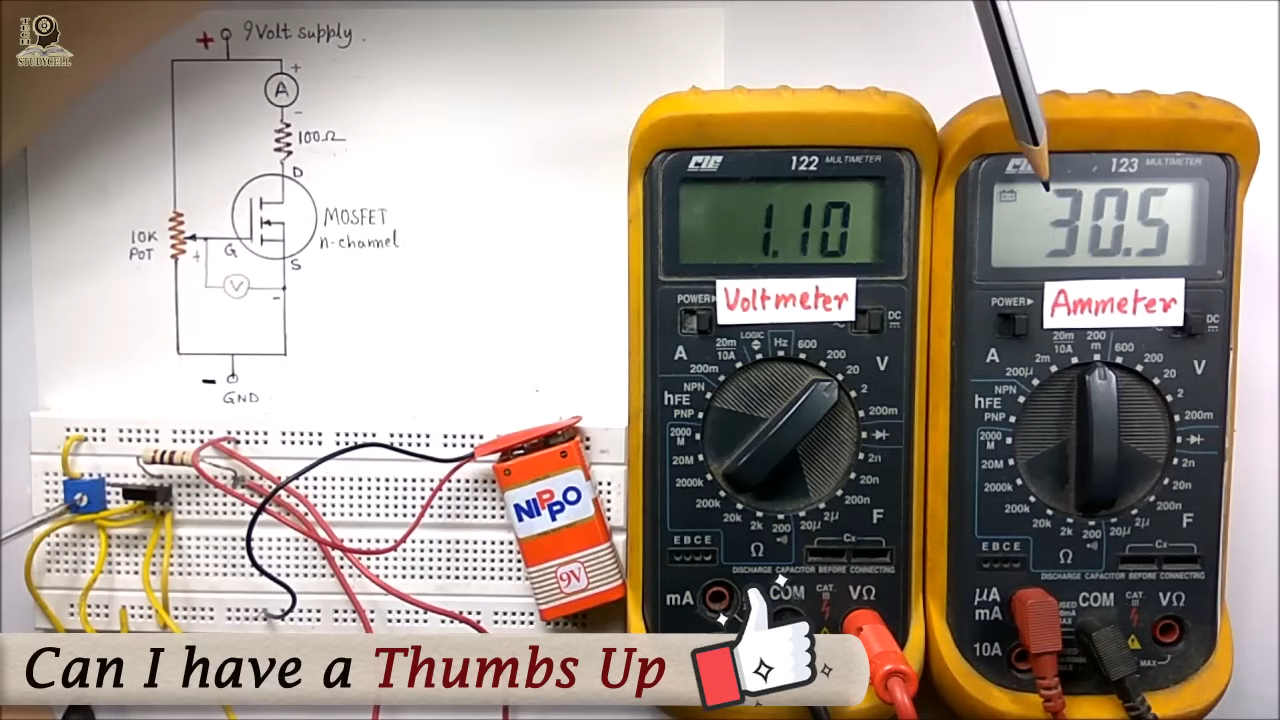 TECH
STUDYCELL
+ 9Volt supply.
+
A
-
100Ω
D
MOSFET
n-channel
10K
POT
G
+
S
V
-
-
GND
122 MULTIMETER
1.10
Voltmeter
POWER
DC
A
20m
10A
LOGIC
Hz
600
200
V
20
2
200m
200m
NPN
hFE
PNP
2000
M
20M
2000k
200k
20k
2k
200
Ω
2µ
20µ
200n
20n
2n
F
E B C E
Cx
DISCHARGE CAPACITOR BEFORE CONNECTING
mA
COM
CAT.
VΩ
123 MULTIMETER
30.5
Ammeter
POWER
DC
A
2m
20m
10A
200
m
600
200
V
20
2
200m
200µ
NPN
hFE
PNP
2000
M
20M
2000k
200k
20k
2k
200
Ω
2µ
20µ
200n
20n
2n
F
E B C E
Cx
DISCHARGE CAPACITOR BEFORE CONNECTING
µA
mA
COM
CAT.
VΩ
10A
MAX
NIPPO
9V
Can I have a Thumbs Up